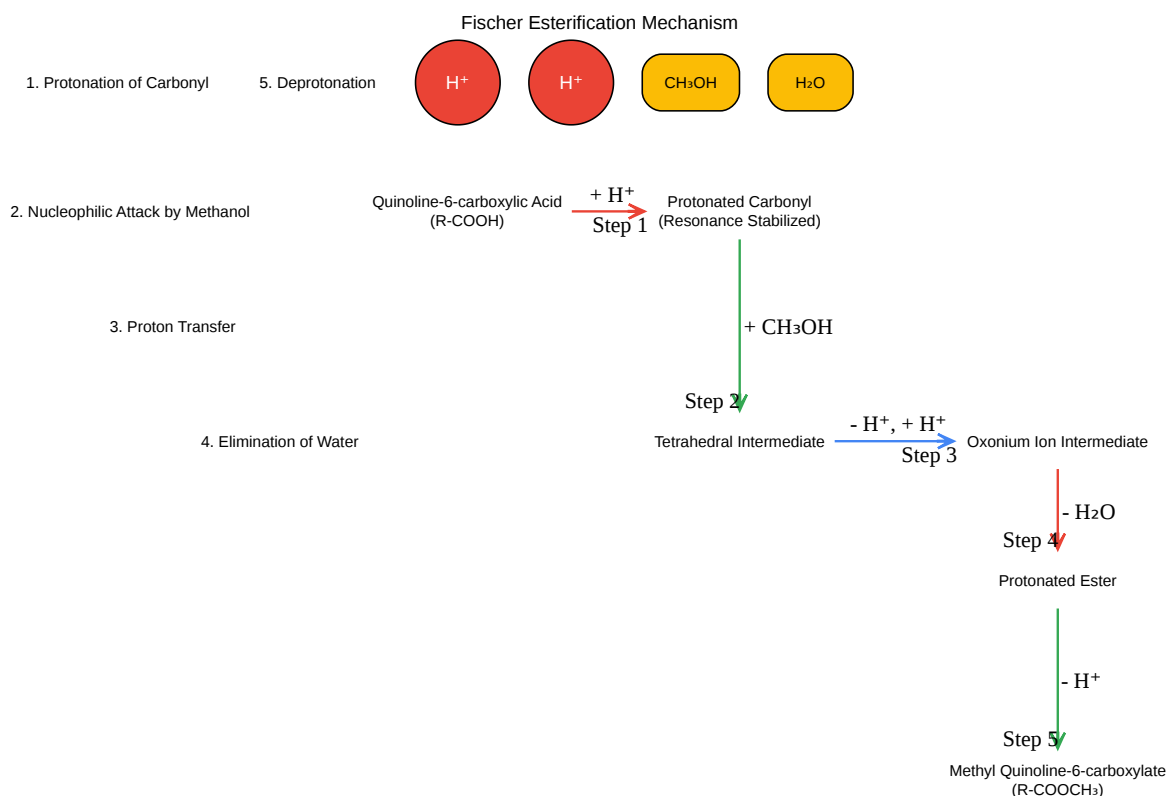 Fischer Esterification Mechanism
1. Protonation of Carbonyl
5. Deprotonation
H⁺
H⁺
CH₃OH
H₂O
2. Nucleophilic Attack by Methanol
Quinoline-6-carboxylic Acid
(R-COOH)
+ H⁺
Step 1
Protonated Carbonyl
(Resonance Stabilized)
3. Proton Transfer
+ CH₃OH
Step 2
4. Elimination of Water
Tetrahedral Intermediate
- H⁺, + H⁺
Step 3
Oxonium Ion Intermediate
- H₂O
Step 4
Protonated Ester
- H⁺
Step 5
Methyl Quinoline-6-carboxylate
(R-COOCH₃)